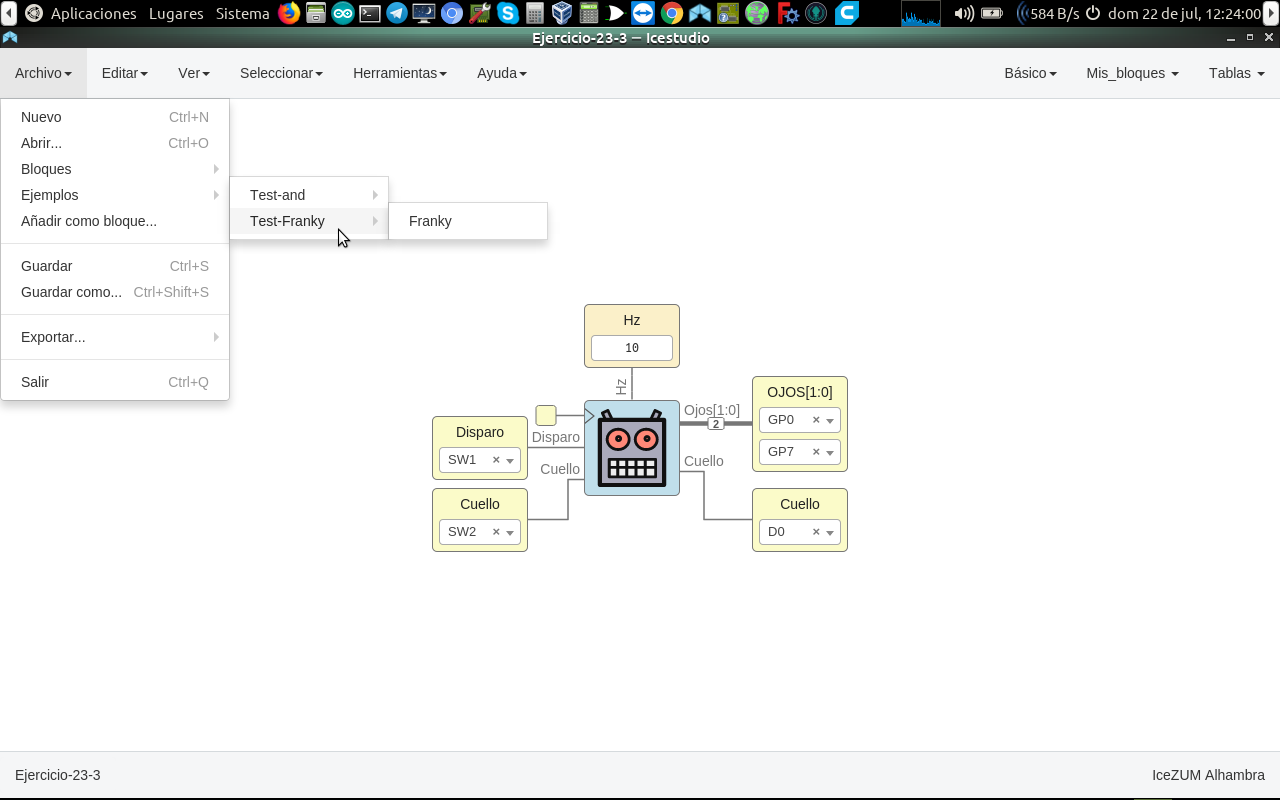 Aplicaciones Lugares Sistema 584 B/s dom 22 de jul, 12:24:00
Ejercicio-23-3 — Icestudio
Archivo Editar Ver Seleccionar Herramientas Ayuda Básico Mis_bloques Tablas
Nuevo Ctrl+N
Abrir... Ctrl+O
Bloques
Ejemplos
Añadir como bloque...
Guardar Ctrl+S
Guardar como... Ctrl+Shift+S
Exportar...
Salir Ctrl+Q
Test-and
Test-Franky
Franky
Hz
10
Hz
Disparo
SW1 ×
Cuello
SW2 ×
Disparo
Cuello
Ojos[1:0]
2
Cuello
OJOS[1:0]
GP0 ×
GP7 ×
Cuello
D0 ×
Ejercicio-23-3 IceZUM Alhambra